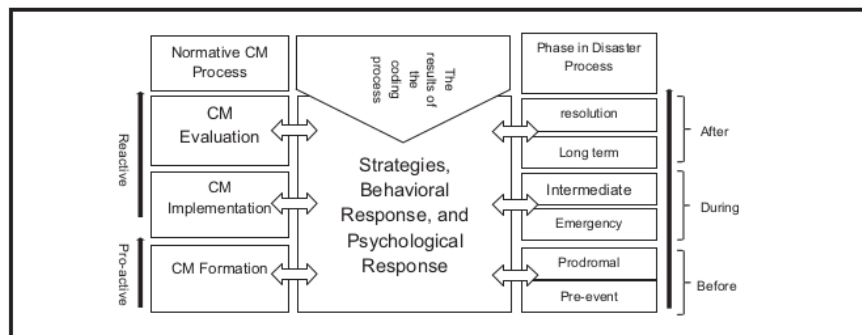 Normative CM
Process
The
results of
the
coding
process
Phase in Disaster
Process
Reactive
Pro-active
CM
Evaluation
CM
Implementation
CM Formation
Strategies,
Behavioral
Response, and
Psychological
Response
resolution
Long term
Intermediate
Emergency
Prodromal
Pre-event
After
During
Before